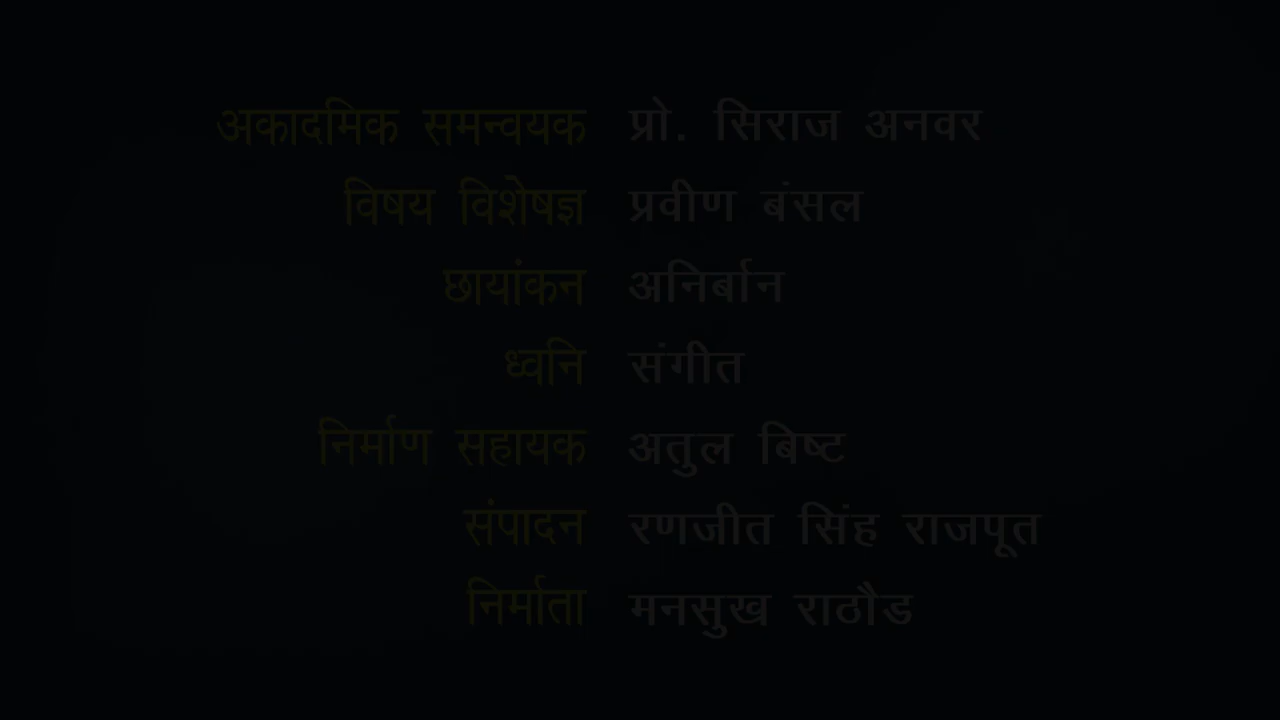 अकादमिक समन्वयक प्रो. सिराज अनवर
विषय विशेषज्ञ प्रवीण बंसल
छायांकन अनिर्बान
ध्वनि संगीत
निर्माण सहायक अतुल बिष्ट
संपादन रणजीत सिंह राजपूत
निर्माता मनसुख राठौड